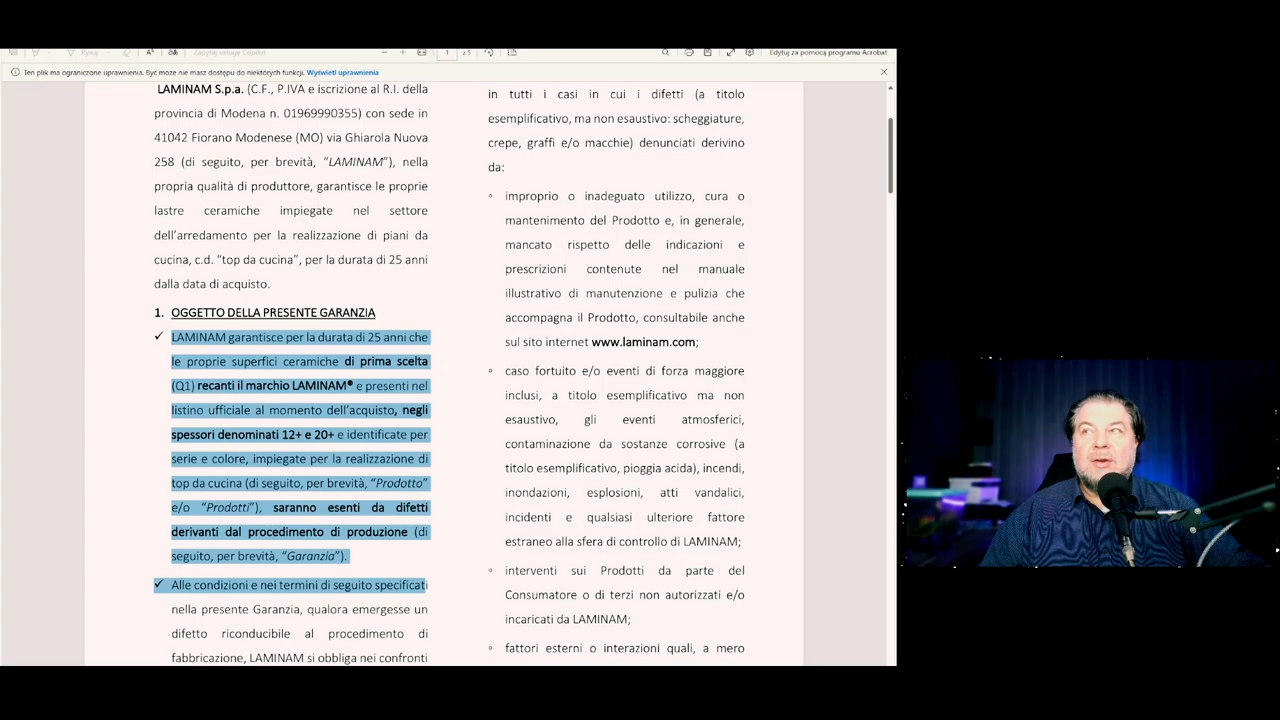 Zapytaj usługę Copilot
1
z 5
Edytuj za pomocą programu Acrobat
Ten plik ma ograniczone uprawnienia. Być może nie masz dostępu do niektórych funkcji. Wyświetl uprawnienia
LAMINAM S.p.a. (C.F., P.IVA e iscrizione al R.I. della
provincia di Modena n. 01969990355) con sede in
41042 Fiorano Modenese (MO) via Ghiarola Nuova
258 (di seguito, per brevità, “LAMINAM”), nella
propria qualità di produttore, garantisce le proprie
lastre ceramiche impiegate nel settore
dell’arredamento per la realizzazione di piani da
cucina, c.d. “top da cucina”, per la durata di 25 anni
dalla data di acquisto.
1. OGGETTO DELLA PRESENTE GARANZIA
✓ LAMINAM garantisce per la durata di 25 anni che
le proprie superfici ceramiche di prima scelta
(Q1) recanti il marchio LAMINAM® e presenti nel
listino ufficiale al momento dell’acquisto, negli
spessori denominati 12+ e 20+ e identificate per
serie e colore, impiegate per la realizzazione di
top da cucina (di seguito, per brevità, “Prodotto”
e/o “Prodotti”), saranno esenti da difetti
derivanti dal procedimento di produzione (di
seguito, per brevità, “Garanzia”).
✓ Alle condizioni e nei termini di seguito specificati
nella presente Garanzia, qualora emergesse un
difetto riconducibile al procedimento di
fabbricazione, LAMINAM si obbliga nei confronti
in tutti i casi in cui i difetti (a titolo
esemplificativo, ma non esaustivo: scheggiature,
crepe, graffi e/o macchie) denunciati derivino
da:
◦ improprio o inadeguato utilizzo, cura o
mantenimento del Prodotto e, in generale,
mancato rispetto delle indicazioni e
prescrizioni contenute nel manuale
illustrativo di manutenzione e pulizia che
accompagna il Prodotto, consultabile anche
sul sito internet www.laminam.com;
◦ caso fortuito e/o eventi di forza maggiore
inclusi, a titolo esemplificativo ma non
esaustivo, gli eventi atmosferici,
contaminazione da sostanze corrosive (a
titolo esemplificativo, pioggia acida), incendi,
inondazioni, esplosioni, atti vandalici,
incidenti e qualsiasi ulteriore fattore
estraneo alla sfera di controllo di LAMINAM;
◦ interventi sui Prodotti da parte del
Consumatore o di terzi non autorizzati e/o
incaricati da LAMINAM;
◦ fattori esterni o interazioni quali, a mero